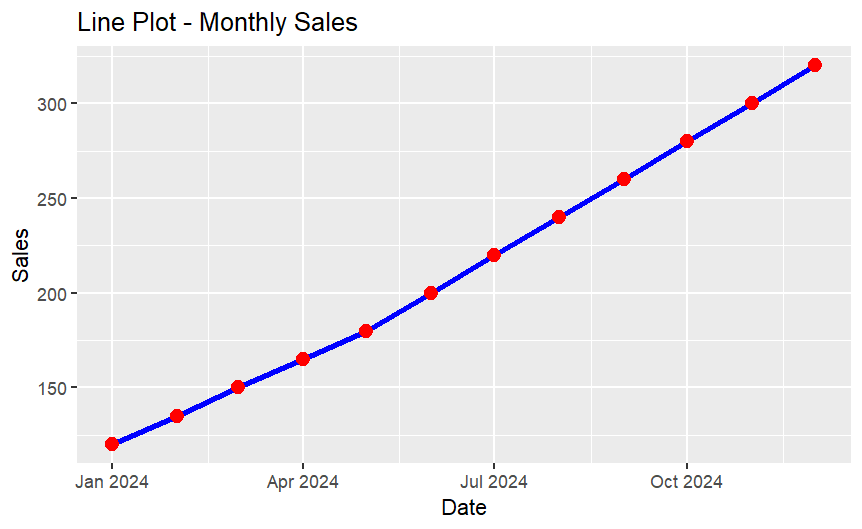 Line Plot - Monthly Sales
300
250
200
150
Sales
Jan 2024
Apr 2024
Jul 2024
Oct 2024
Date